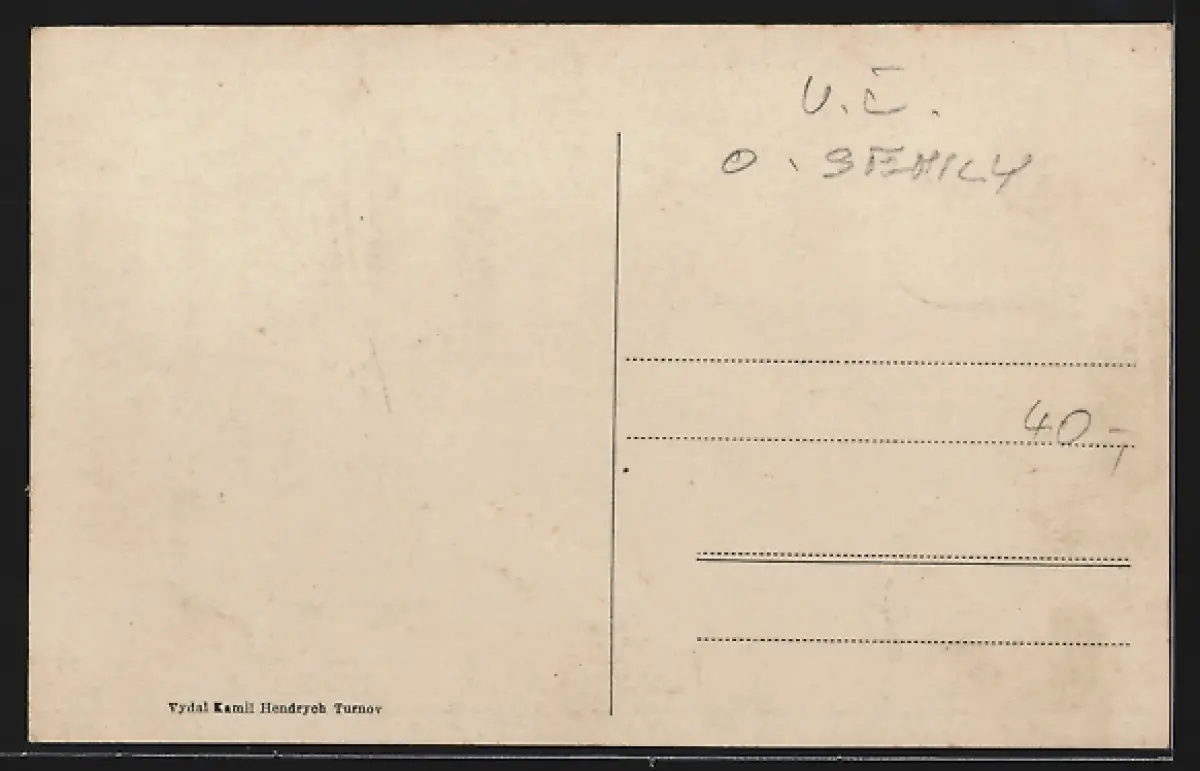 V. Č.
O. SEMILY
40,-
Vydal Kamil Hendrych Turnov